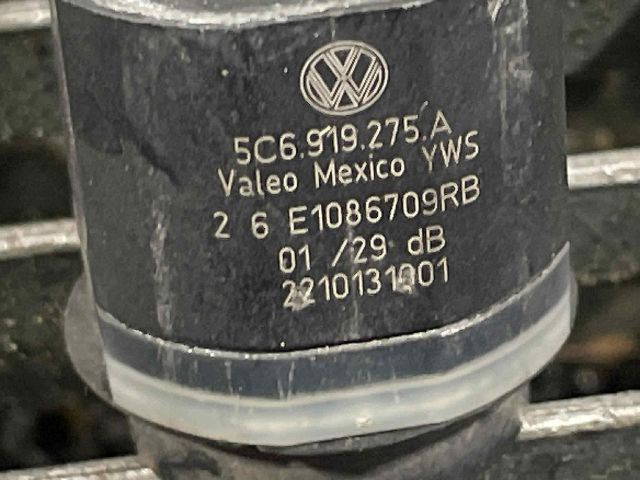 5C6.919.275.A
Valeo Mexico YWS
2 6 E1086709RB
01 /29 dB
2210131001